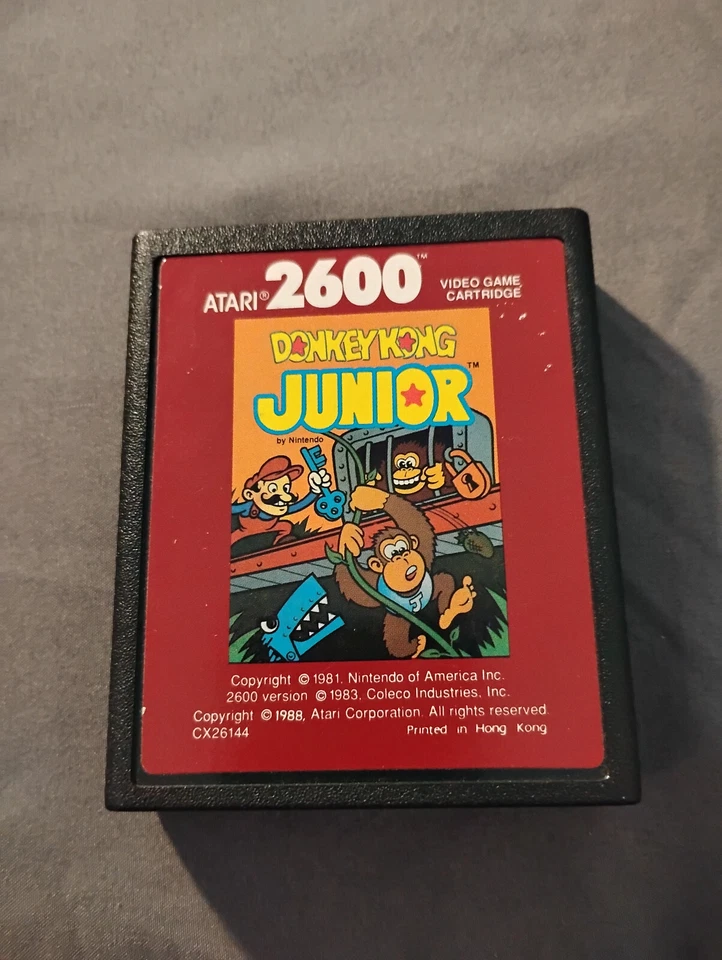 ATARI® 2600™ VIDEO GAME
CARTRIDGE
DONKEY KONG
JUNIOR™
by Nintendo
J
Copyright © 1981, Nintendo of America Inc.
2600 version © 1983, Coleco Industries, Inc.
Copyright © 1988, Atari Corporation. All rights reserved.
CX26144 Printed in Hong Kong